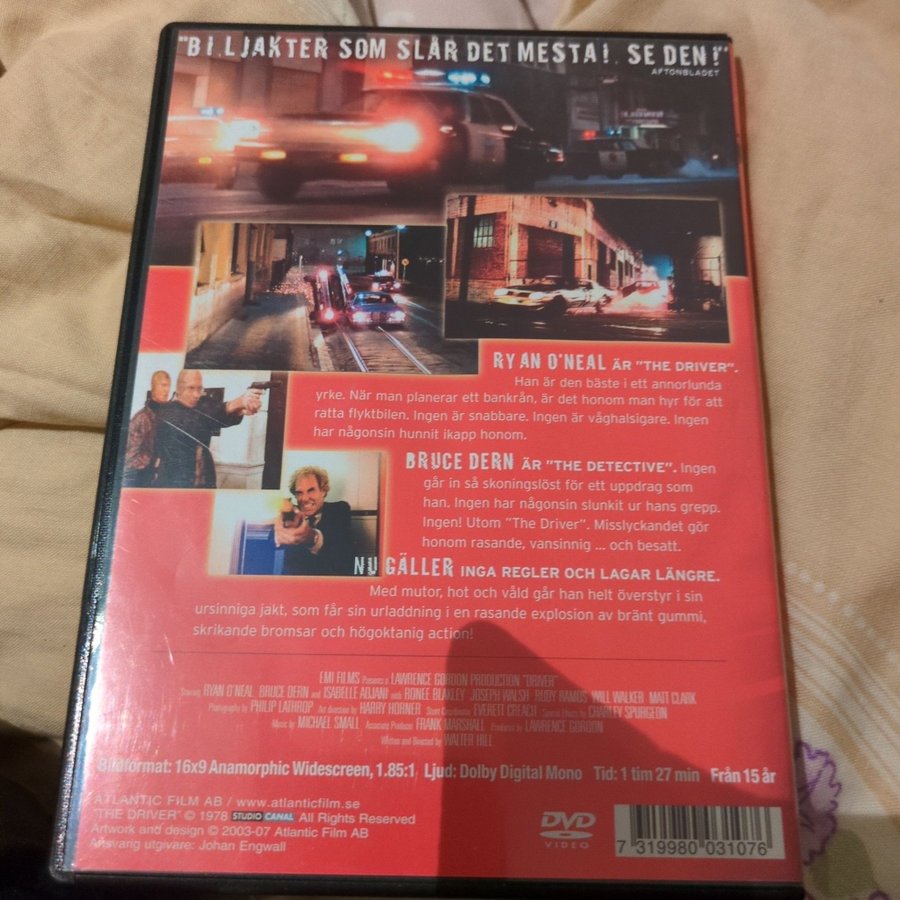 "BILJAKTER SOM SLÅR DET MESTA! SE DEN!"
AFTONBLADET
RYAN O'NEAL ÄR "THE DRIVER".
Han är den bäste i ett annorlunda
yrke. När man planerar ett bankrån, är det honom man hyr för att
ratta flyktbilen. Ingen är snabbare. Ingen är våghalsigare. Ingen
har någonsin hunnit ikapp honom.
BRUCE DERN ÄR "THE DETECTIVE". Ingen
går in så skoningslöst för ett uppdrag som
han. Ingen har någonsin slunkit ur hans grepp.
Ingen! Utom "The Driver". Misslyckandet gör
honom rasande, vansinnig ... och besatt.
NU GÄLLER INGA REGLER OCH LAGAR LÄNGRE.
Med mutor, hot och våld går han helt överstyr i sin
ursinniga jakt, som får sin urladdning i en rasande explosion av bränt gummi,
skrikande bromsar och högoktanig action!
EMI FILMS Presents a LAWRENCE GORDON PRODUCTION "DRIVER"
Starring RYAN O'NEAL BRUCE DERN and ISABELLE ADJANI with RONEE BLAKLEY JOSEPH WALSH RUDY RAMOS WILL WALKER MATT CLARK
Photography by PHILIP LATHROP Art direction by HARRY HORNER Stunt Coordinator EVERETT CREACH Special Effects by CHARLEY SPURGEON
Music by MICHAEL SMALL Associate Producer FRANK MARSHALL Produced by LAWRENCE GORDON
Written and Directed by WALTER HILL
Bildformat: 16x9 Anamorphic Widescreen, 1.85:1 Ljud: Dolby Digital Mono Tid: 1 tim 27 min Från 15 år
ATLANTIC FILM AB / www.atlanticfilm.se
"THE DRIVER" © 1978 STUDIO CANAL All Rights Reserved
Artwork and design © 2003-07 Atlantic Film AB
Ansvarig utgivare: Johan Engwall
DVD
VIDEO
7 319980 031076